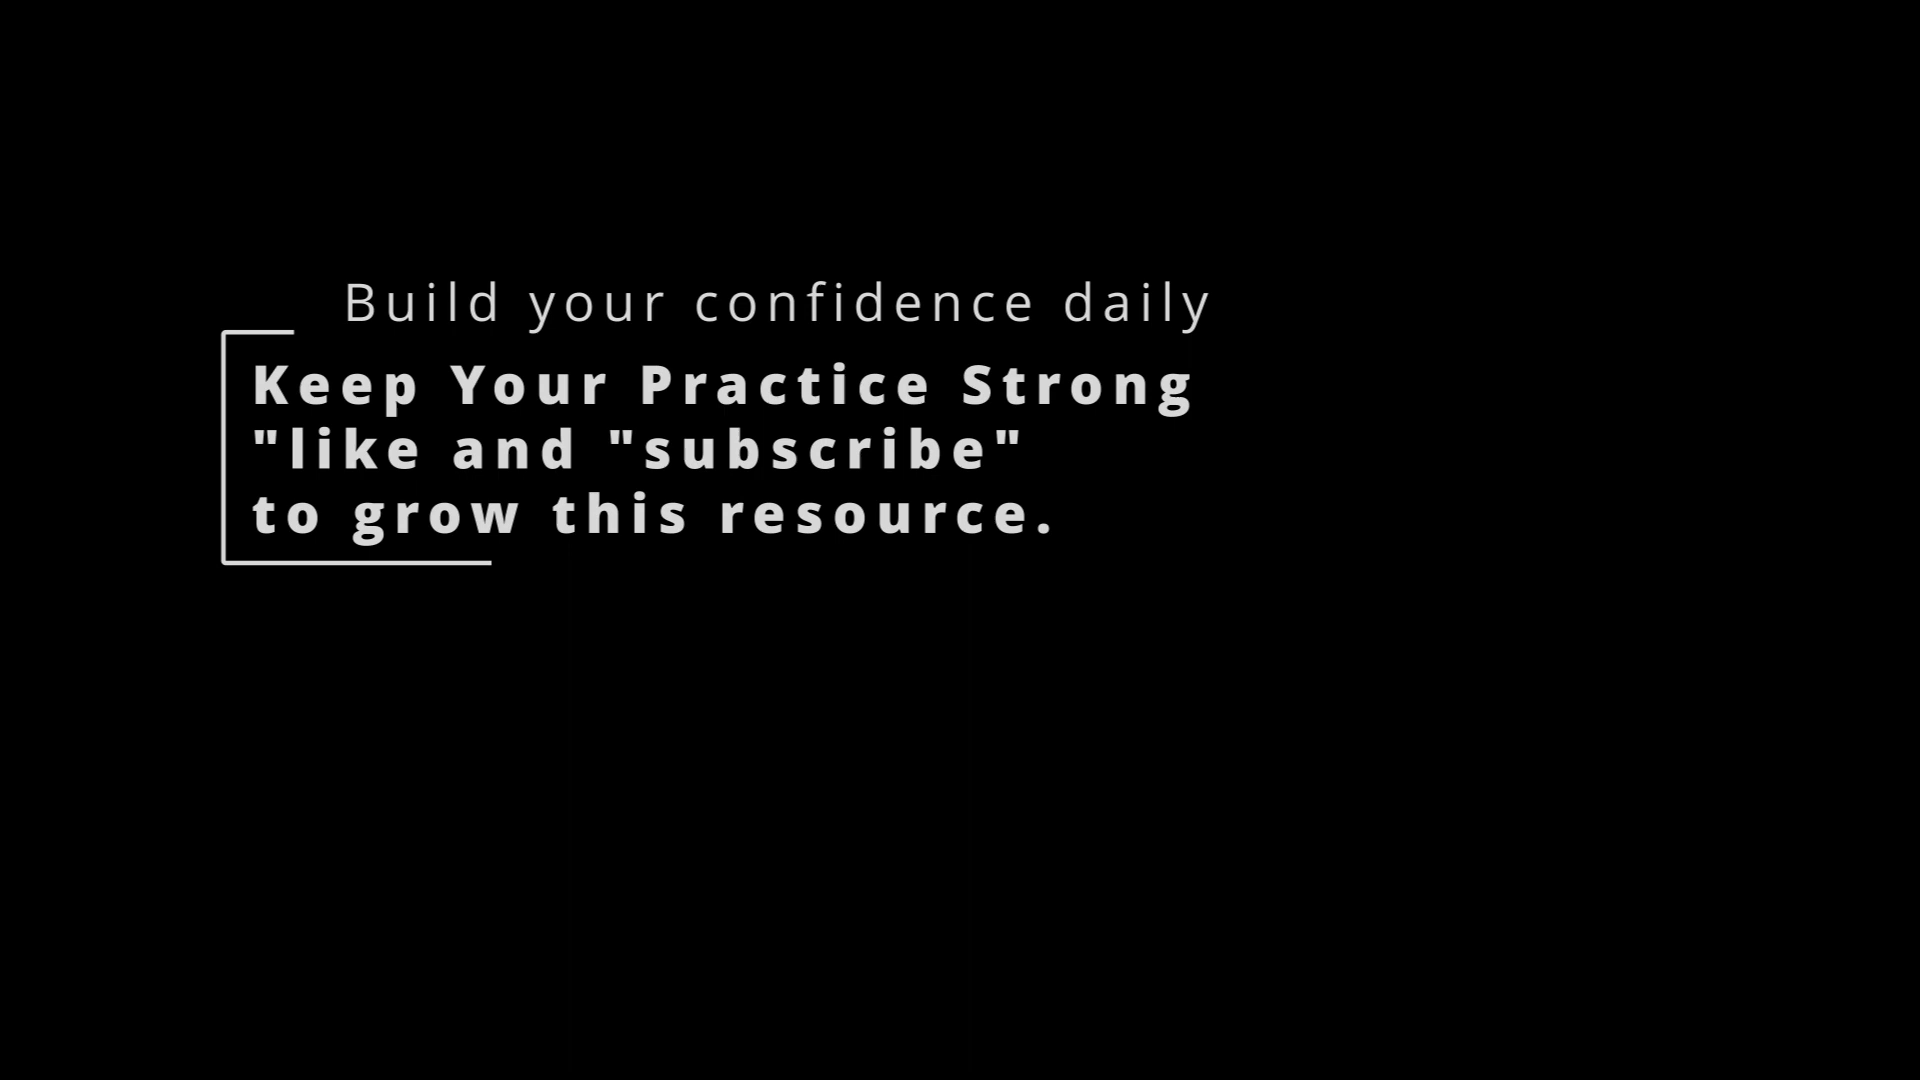 Build your confidence daily
Keep Your Practice Strong
"like and "subscribe"
to grow this resource.